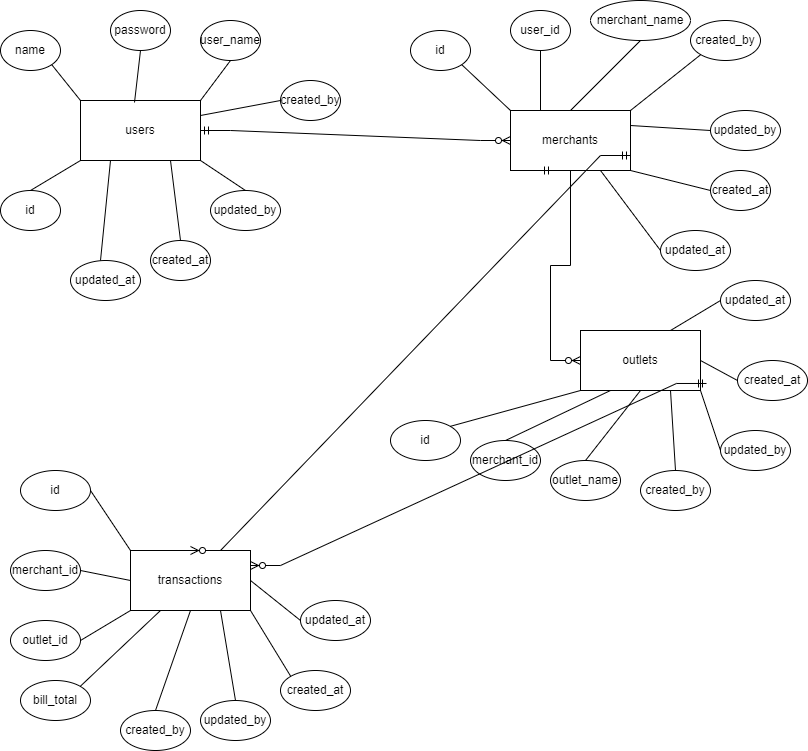 name
password
user_name
created_by
users
id
updated_at
created_at
updated_by
id
user_id
merchant_name
created_by
merchants
updated_by
created_at
updated_at
updated_at
outlets
created_at
id
merchant_id
outlet_name
created_by
updated_by
id
merchant_id
transactions
outlet_id
bill_total
created_by
updated_by
created_at
updated_at